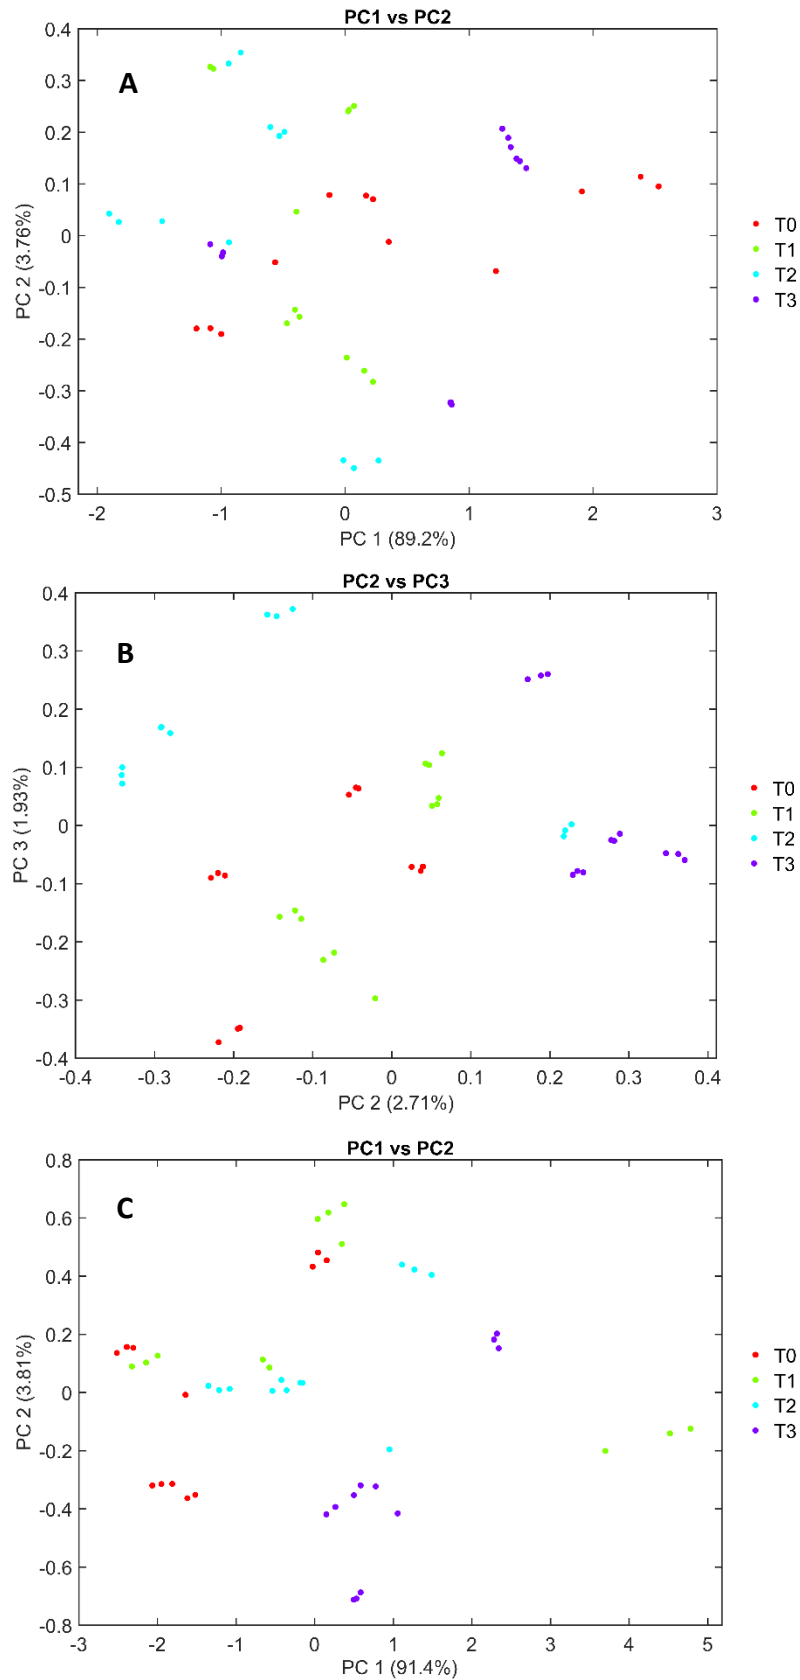 PC1 vs PC2
A
0.4
0.3
0.2
0.1
0
-0.1
-0.2
-0.3
-0.4
-0.5
PC 2 (3.76%)
-2 -1 0 1 2 3
PC 1 (89.2%)
T0
T1
T2
T3
PC2 vs PC3
B
0.4
0.3
0.2
0.1
0
-0.1
-0.2
-0.3
-0.4
PC 3 (1.93%)
-0.4 -0.3 -0.2 -0.1 0 0.1 0.2 0.3 0.4
PC 2 (2.71%)
T0
T1
T2
T3
PC1 vs PC2
C
0.8
0.6
0.4
0.2
0
-0.2
-0.4
-0.6
-0.8
PC 2 (3.81%)
-3 -2 -1 0 1 2 3 4 5
PC 1 (91.4%)
T0
T1
T2
T3